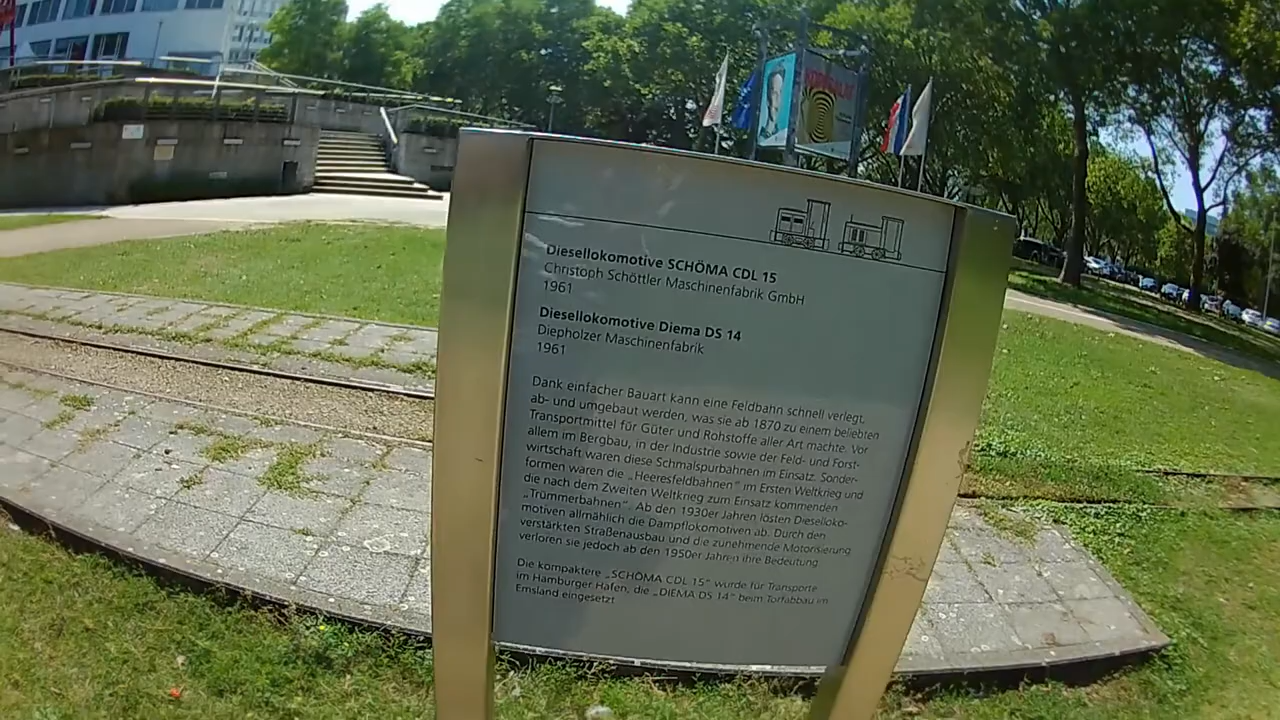 Diesellokomotive SCHÖMA CDL 15
Christoph Schöttler Maschinenfabrik GmbH
1961
Diesellokomotive Diema DS 14
Diepholzer Maschinenfabrik
1961
Dank einfacher Bauart kann eine Feldbahn schnell verlegt,
ab- und umgebaut werden, was sie ab 1870 zu einem beliebten
Transportmittel für Güter und Rohstoffe aller Art machte. Vor
allem im Bergbau, in der Industrie sowie der Feld- und Forst-
wirtschaft waren diese Schmalspurbahnen im Einsatz. Sonder-
formen waren die „Heeresfeldbahnen" im Ersten Weltkrieg und
die nach dem Zweiten Weltkrieg zum Einsatz kommenden
„Trümmerbahnen". Ab den 1930er Jahren lösten Dieselloko-
motiven allmählich die Dampflokomotiven ab. Durch den
verstärkten Straßenausbau und die zunehmende Motorisierung
verloren sie jedoch ab den 1950er Jahren ihre Bedeutung
Die kompaktere „SCHÖMA CDL 15" wurde für Transporte
im Hamburger Hafen, die „DIEMA DS 14" beim Torfabbau im
Emsland eingesetzt